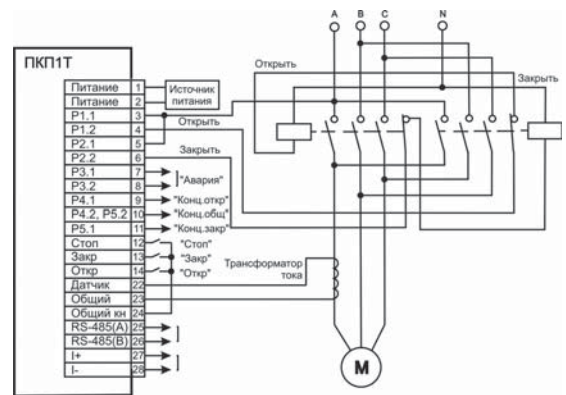 A B C N
ПКП1Т
Открыть
Закрыть
Питание 1 Источник питания
Питание 2
P1.1 3
P1.2 4 Открыть
P2.1 5
P2.2 6 Закрыть
P3.1 7
P3.2 8 "Авария"
P4.1 9 "Конц.откр"
P4.2, P5.2 10 "Конц.общ"
P5.1 11 "Конц.закр"
Стоп 12 "Стоп"
Закр 13 "Закр"
Откр 14 "Откр"
Трансформатор тока
Датчик 22
Общий 23
Общий кн 24
RS-485(A) 25
RS-485(B) 26
I+ 27
I- 28
M